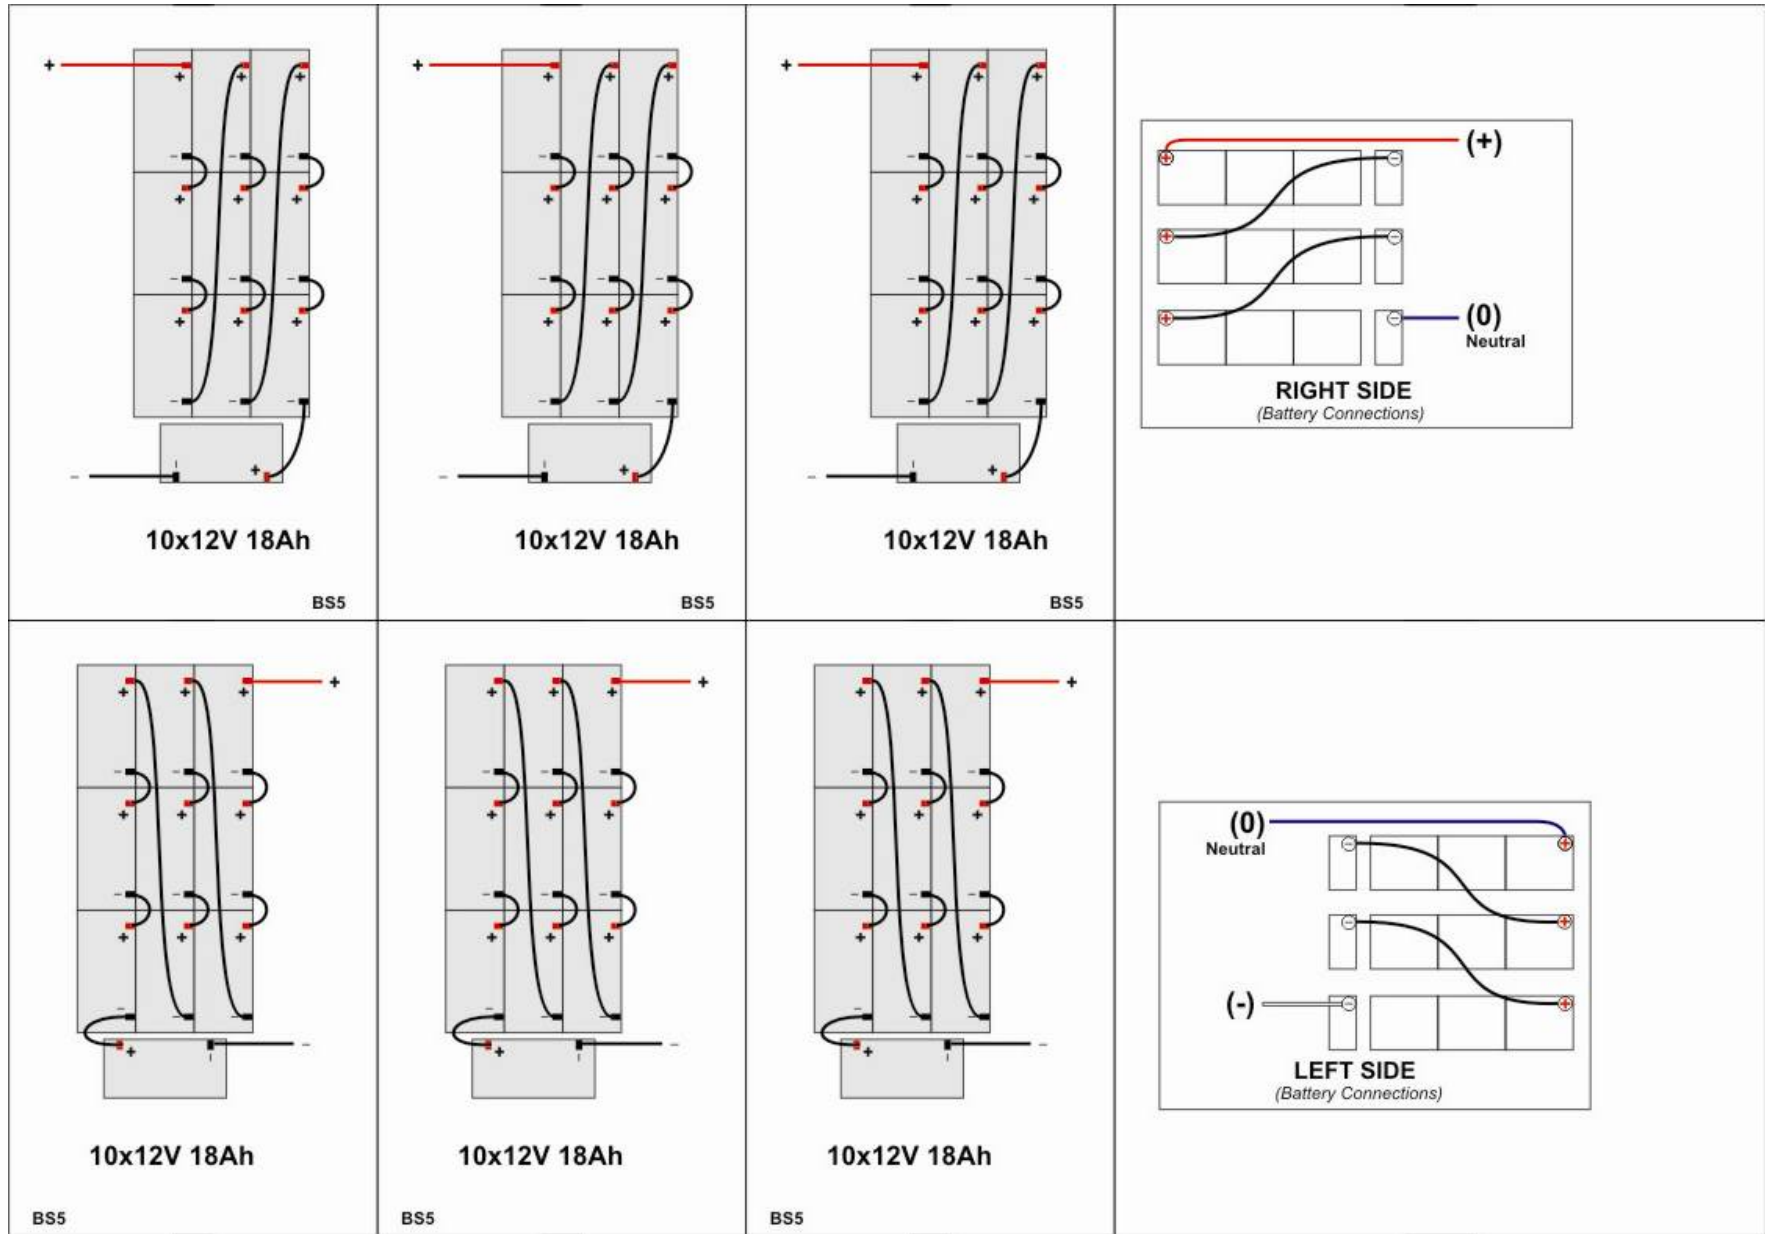 10x12V 18Ah
BS5
10x12V 18Ah
BS5
10x12V 18Ah
BS5
(+)
(0)
Neutral
RIGHT SIDE
(Battery Connections)
10x12V 18Ah
BS5
10x12V 18Ah
BS5
10x12V 18Ah
BS5
(0)
Neutral
(-)
LEFT SIDE
(Battery Connections)